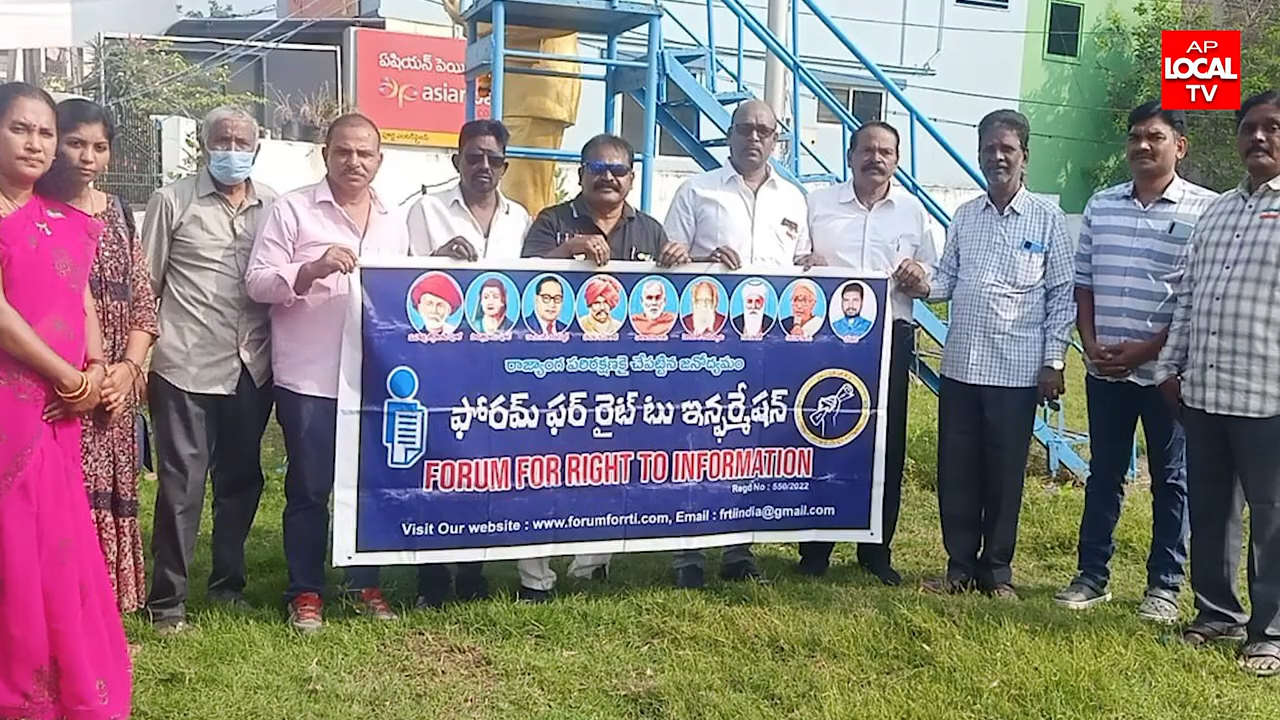 AP
LOCAL
TV
ఏషియన్ పెయి
asian
రాజ్యాంగ పరిరక్షణకై చేపట్టిన జనోద్యమం
ఫోరమ్ ఫర్ రైట్ టు ఇన్ఫర్మేషన్
FORUM FOR RIGHT TO INFORMATION
Regd No : 550/2022
Visit Our website : www.forumforrti.com, Email : frtiindia@gmail.com